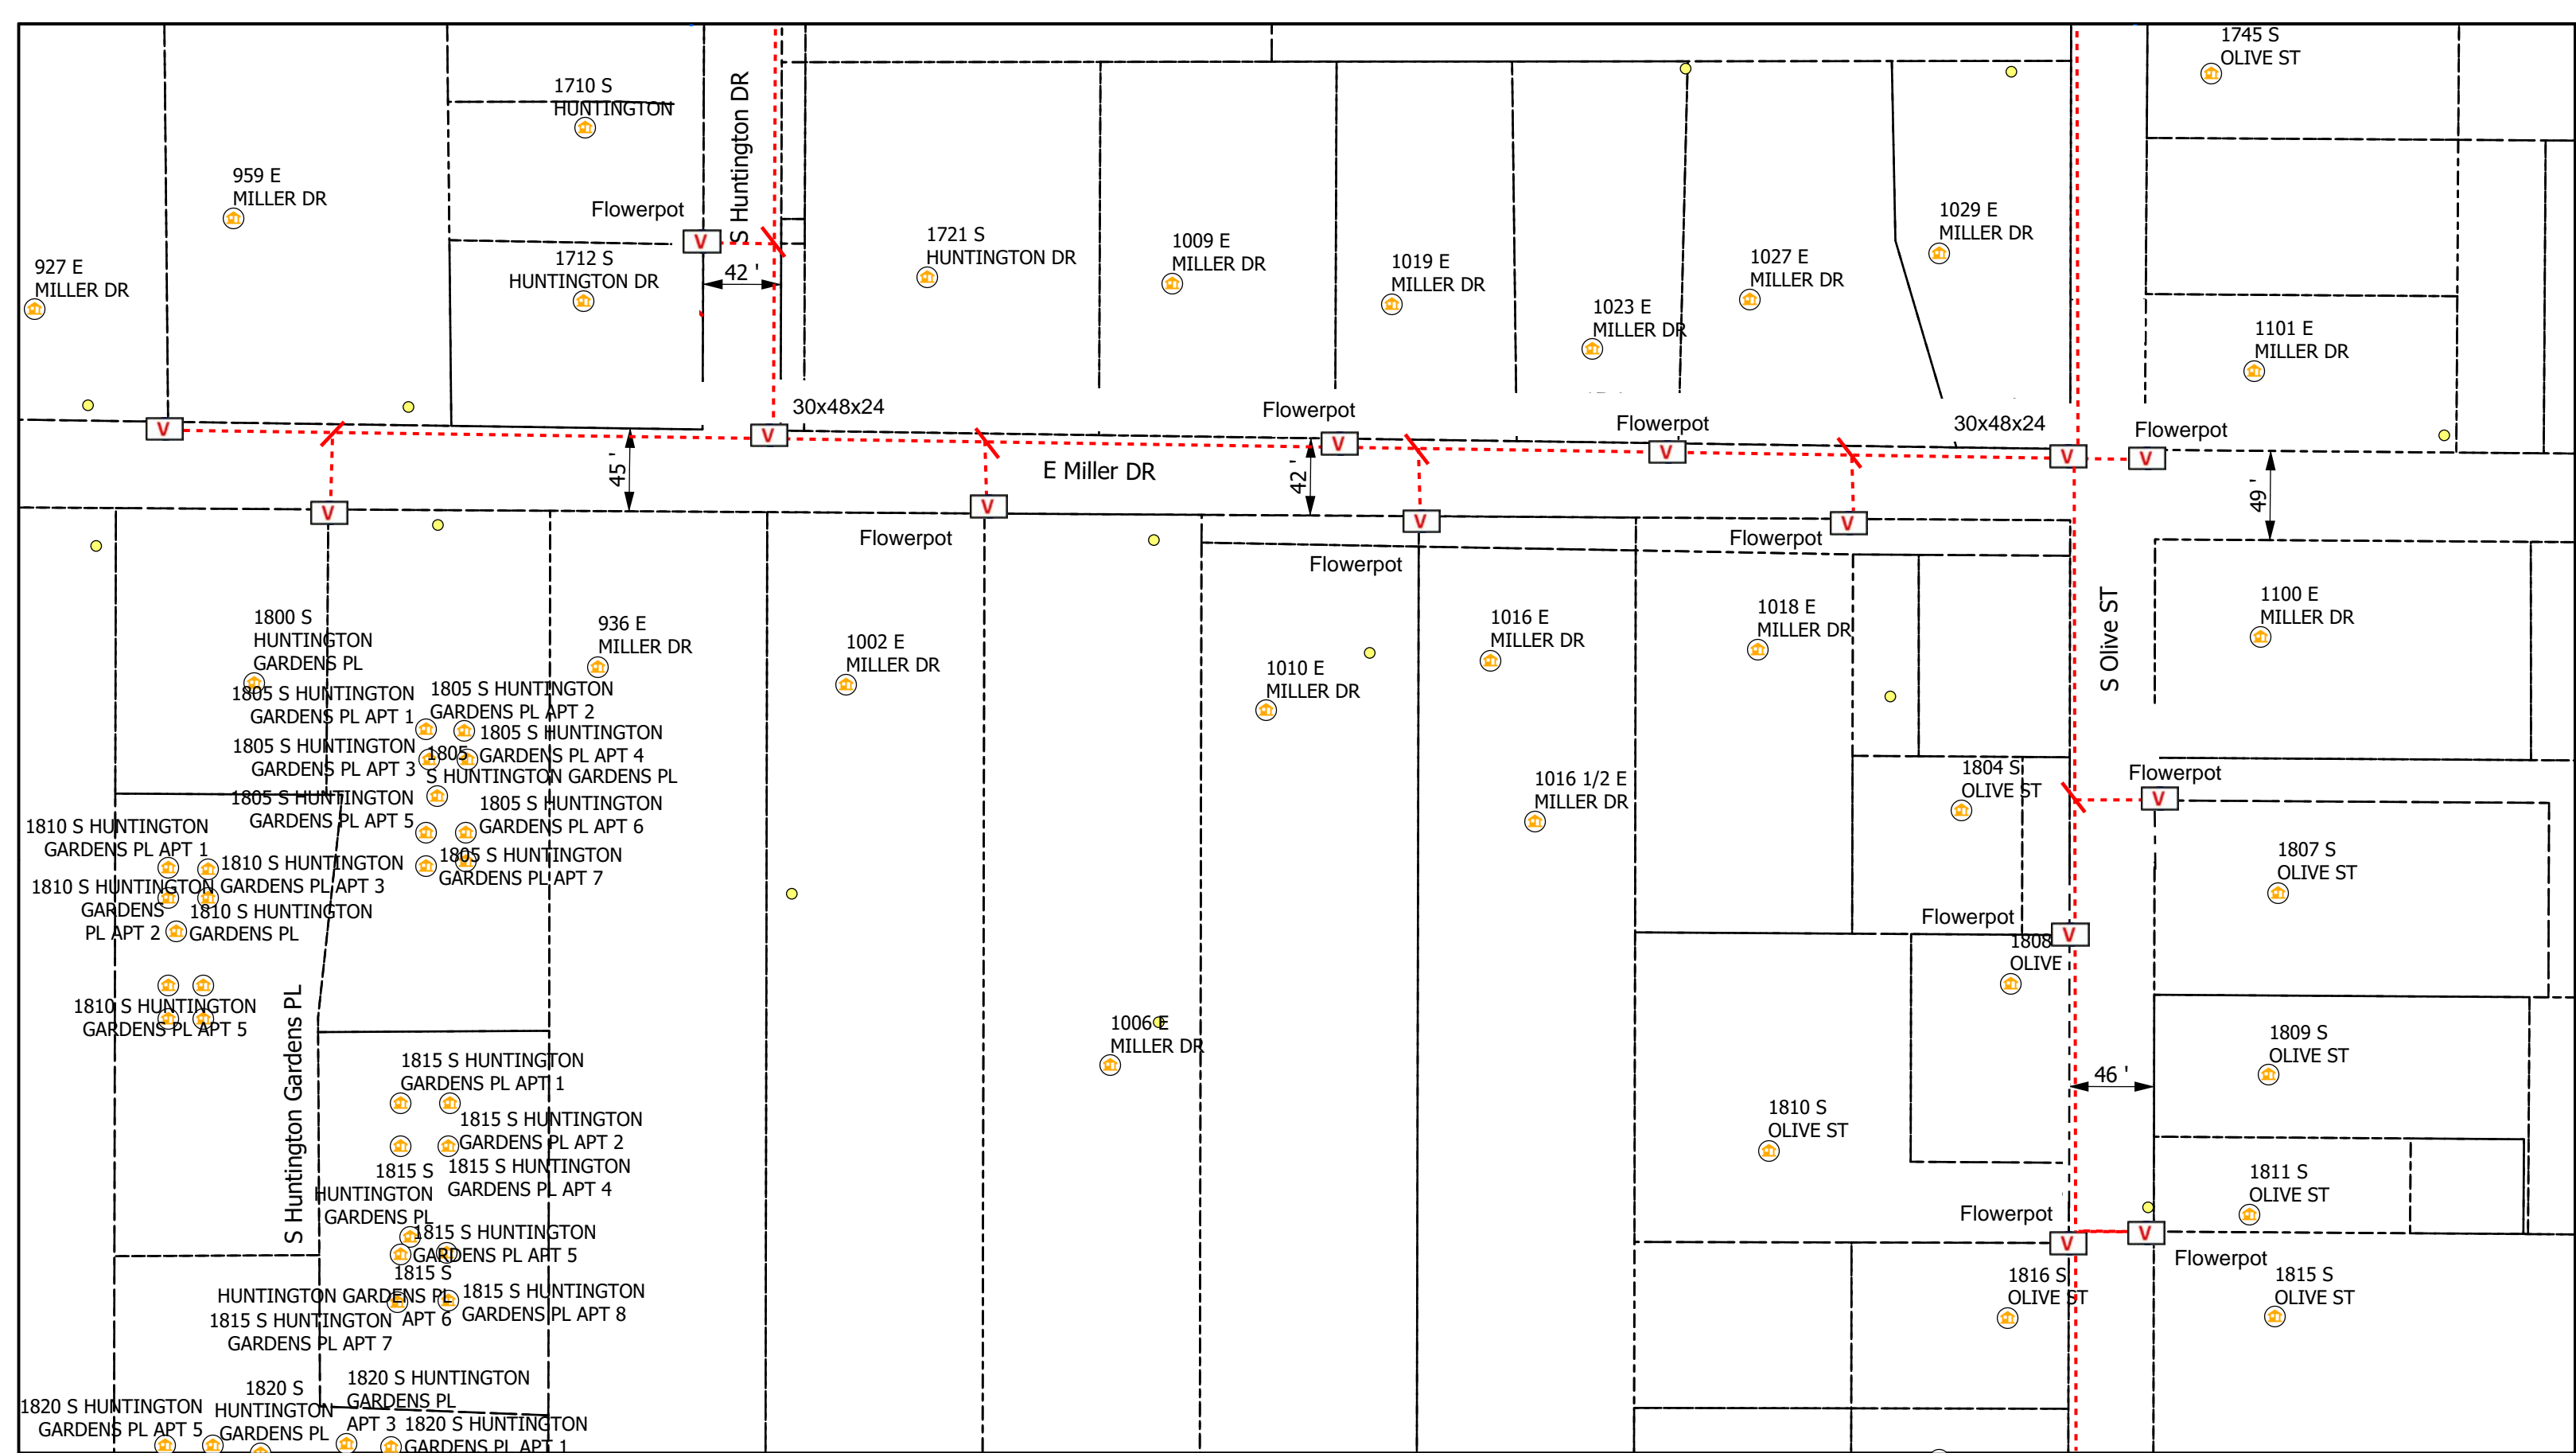 1745 S
OLIVE ST
1710 S
HUNTINGTON
S Huntington DR
959 E
MILLER DR
Flowerpot
V
42 '
1029 E
MILLER DR
927 E
MILLER DR
1712 S
HUNTINGTON DR
1721 S
HUNTINGTON DR
1009 E
MILLER DR
1019 E
MILLER DR
1027 E
MILLER DR
1023 E
MILLER DR
1101 E
MILLER DR
30x48x24
Flowerpot
Flowerpot
30x48x24
Flowerpot
V
V
V
V
V
V
45 '
E Miller DR
42 '
49 '
V
V
V
V
Flowerpot
Flowerpot
Flowerpot
1800 S
HUNTINGTON
GARDENS PL
936 E
MILLER DR
1002 E
MILLER DR
1010 E
MILLER DR
1016 E
MILLER DR
1018 E
MILLER DR
S Olive ST
1100 E
MILLER DR
1805 S HUNTINGTON
GARDENS PL APT 1
1805 S HUNTINGTON
GARDENS PL APT 2
1805 S HUNTINGTON
GARDENS PL APT 3
1805 S HUNTINGTON
GARDENS PL APT 4
1805
S HUNTINGTON GARDENS PL
1805 S HUNTINGTON
GARDENS PL APT 5
1805 S HUNTINGTON
GARDENS PL APT 6
1805 S HUNTINGTON
GARDENS PL APT 7
1016 1/2 E
MILLER DR
1804 S
OLIVE ST
Flowerpot
V
1807 S
OLIVE ST
1810 S HUNTINGTON
GARDENS PL APT 1
1810 S HUNTINGTON
GARDENS PL APT 3
1810 S HUNTINGTON
GARDENS
PL APT 2
1810 S HUNTINGTON
GARDENS PL
Flowerpot
V
1808
OLIVE
1810 S HUNTINGTON
GARDENS PL APT 5
S Huntington Gardens PL
1006 E
MILLER DR
1809 S
OLIVE ST
46 '
1815 S HUNTINGTON
GARDENS PL APT 1
1815 S HUNTINGTON
GARDENS PL APT 2
1815 S HUNTINGTON
GARDENS PL APT 4
1810 S
OLIVE ST
1811 S
OLIVE ST
1815 S
HUNTINGTON
GARDENS PL
1815 S HUNTINGTON
GARDENS PL APT 5
Flowerpot
V
V
Flowerpot
1815 S
HUNTINGTON GARDENS PL
APT 6
1815 S HUNTINGTON
GARDENS PL APT 8
1815 S HUNTINGTON
GARDENS PL APT 7
1816 S
OLIVE ST
1815 S
OLIVE ST
1820 S HUNTINGTON
GARDENS PL APT 5
1820 S
HUNTINGTON
GARDENS PL
1820 S HUNTINGTON
GARDENS PL
APT 3
1820 S HUNTINGTON
GARDENS PL APT 1